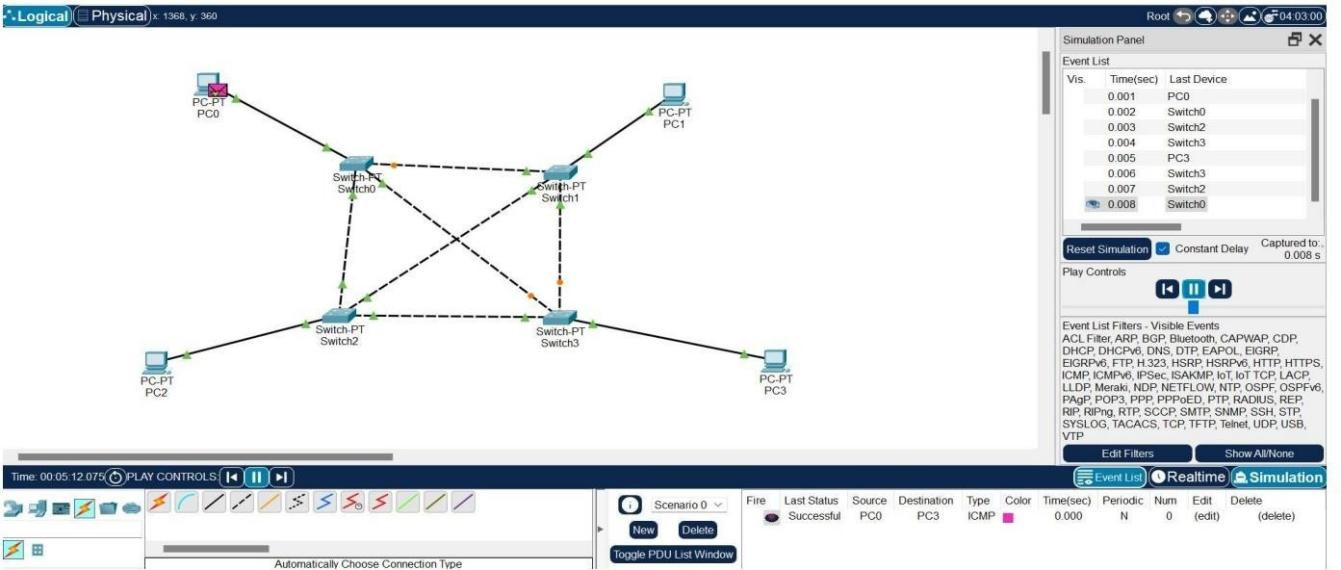 Logical Physical x: 1368, y: 360
Root 04:03:00
PC-PT
PC0
PC-PT
PC1
Switch-PT
Switch0
Switch-PT
Switch1
Switch-PT
Switch2
Switch-PT
Switch3
PC-PT
PC2
PC-PT
PC3
Simulation Panel
Event List
Vis. Time(sec) Last Device
0.001 PC0
0.002 Switch0
0.003 Switch2
0.004 Switch3
0.005 PC3
0.006 Switch3
0.007 Switch2
0.008 Switch0
Reset Simulation Constant Delay Captured to:
0.008 s
Play Controls
Event List Filters - Visible Events
ACL Filter, ARP, BGP, Bluetooth, CAPWAP, CDP,
DHCP, DHCPv6, DNS, DTP, EAPOL, EIGRP,
EIGRPv6, FTP, H.323, HSRP, HSRPv6, HTTP, HTTPS,
ICMP, ICMPv6, IPSec, ISAKMP, IoT, IoT TCP, LACP,
LLDP, Meraki, NDP, NETFLOW, NTP, OSPF, OSPFv6,
PAgP, POP3, PPP, PPPoED, PTP, RADIUS, REP,
RIP, RIPng, RTP, SCCP, SMTP, SNMP, SSH, STP,
SYSLOG, TACACS, TCP, TFTP, Telnet, UDP, USB,
VTP
Edit Filters Show All/None
Time: 00:05:12.075 PLAY CONTROLS:
Event List Realtime Simulation
Automatically Choose Connection Type
Scenario 0
New Delete
Toggle PDU List Window
Fire Last Status Source Destination Type Color Time(sec) Periodic Num Edit Delete
Successful PC0 PC3 ICMP 0.000 N 0 (edit) (delete)